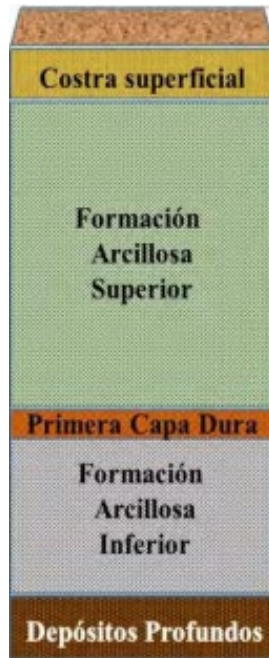 Costra superficial
Formación
Arcillosa
Superior
Primera Capa Dura
Formación
Arcillosa
Inferior
Depósitos Profundos